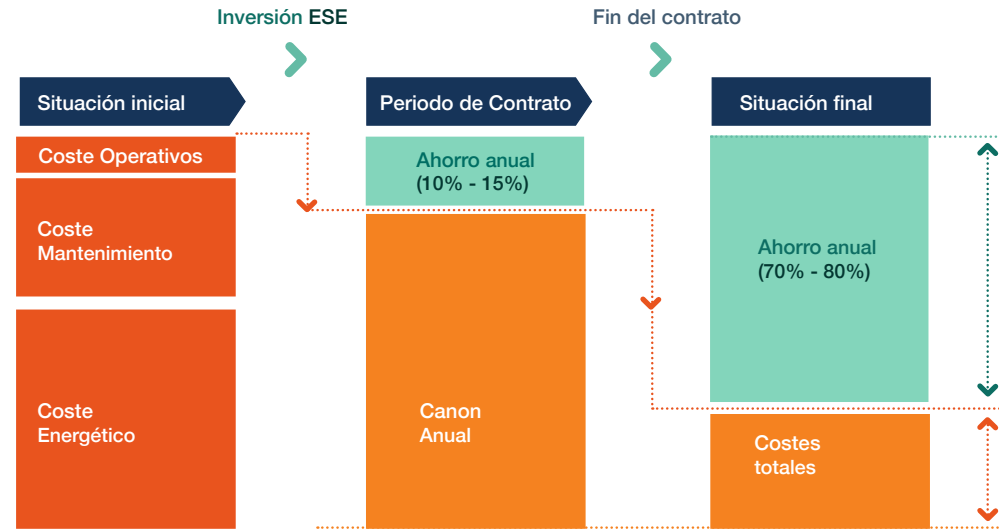 Inversión ESE
Fin del contrato
Situación inicial
Periodo de Contrato
Situación final
Coste Operativos
Coste
Mantenimiento
Coste
Energético
Ahorro anual
(10% - 15%)
Canon
Anual
Ahorro anual
(70% - 80%)
Costes
totales